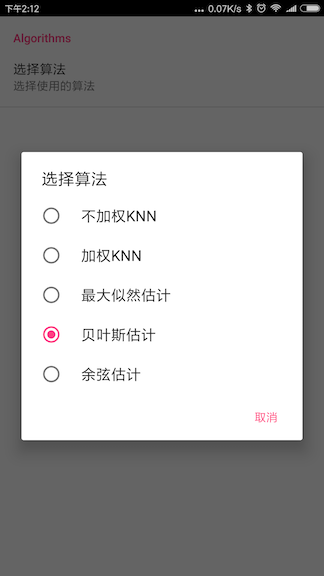 下午2:12
... 0.07K/s
Algorithms
选择算法
选择使用的算法
选择算法
不加权KNN
加权KNN
最大似然估计
贝叶斯估计
余弦估计
取消